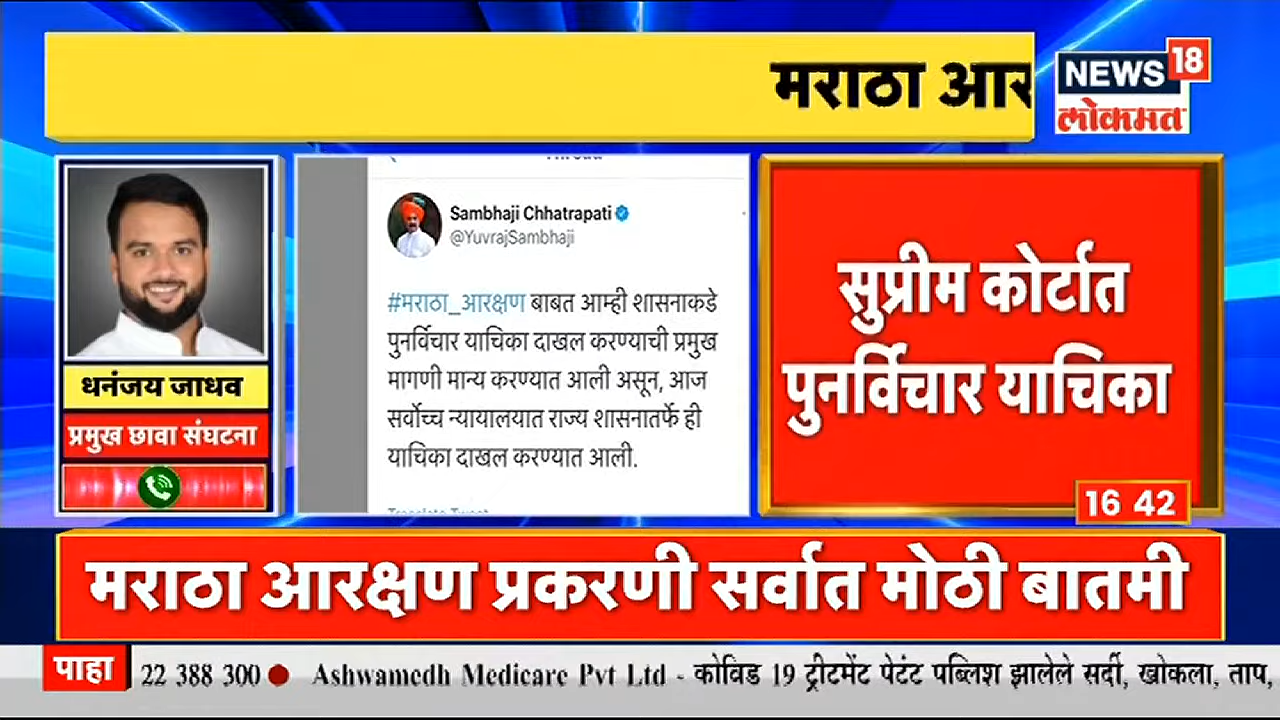 मराठा आर
NEWS 18
लोकमत
Sambhaji Chhatrapati
@YuvrajSambhaji
#मराठा_आरक्षण बाबत आम्ही शासनाकडे
पुनर्विचार याचिका दाखल करण्याची प्रमुख
मागणी मान्य करण्यात आली असून, आज
सर्वोच्च न्यायालयात राज्य शासनातर्फे ही
याचिका दाखल करण्यात आली.
धनंजय जाधव
प्रमुख छावा संघटना
सुप्रीम कोर्टात
पुनर्विचार याचिका
16 42
मराठा आरक्षण प्रकरणी सर्वात मोठी बातमी
पाहा
22 388 300 ● Ashwamedh Medicare Pvt Ltd - कोविड 19 ट्रीटमेंट पेटंट पब्लिश झालेले सर्दी, खोकला, ताप,